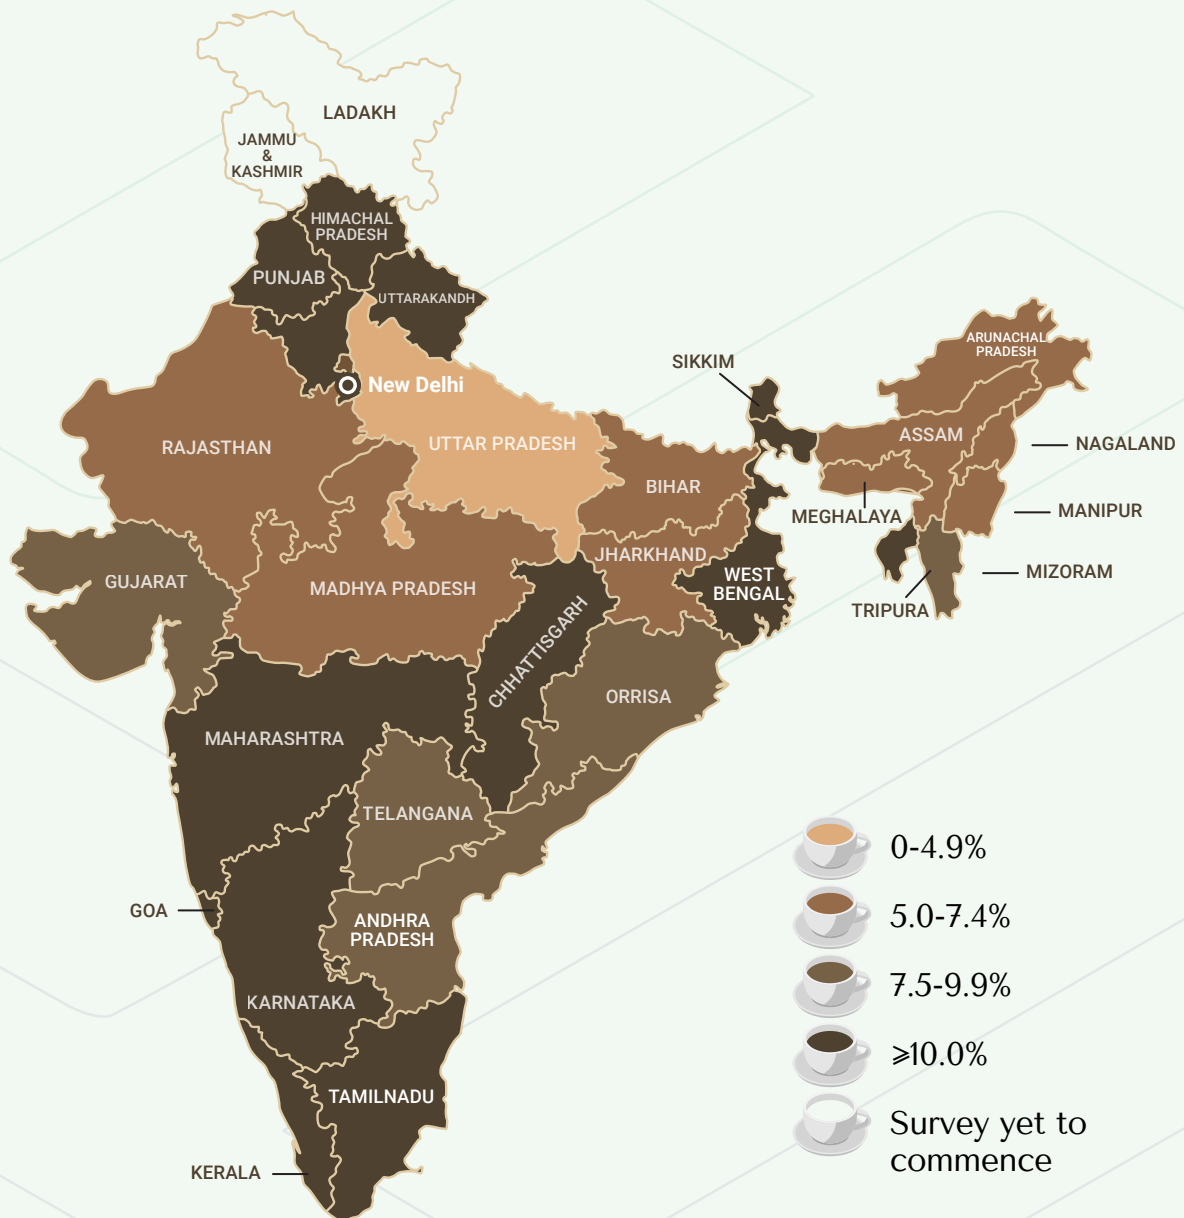 LADAKH
JAMMU
&
KASHMIR
HIMACHAL
PRADESH
PUNJAB
UTTARAKANDH
ARUNACHAL
PRADESH
SIKKIM
New Delhi
RAJASTHAN
UTTAR PRADESH
ASSAM
NAGALAND
BIHAR
MEGHALAYA
MANIPUR
JHARKHAND
MIZORAM
GUJARAT
MADHYA PRADESH
WEST
BENGAL
TRIPURA
CHHATTISGARH
ORRISA
MAHARASHTRA
TELANGANA
GOA
ANDHRA
PRADESH
KARNATAKA
TAMILNADU
KERALA
0-4.9%
5.0-7.4%
7.5-9.9%
⩾10.0%
Survey yet to
commence